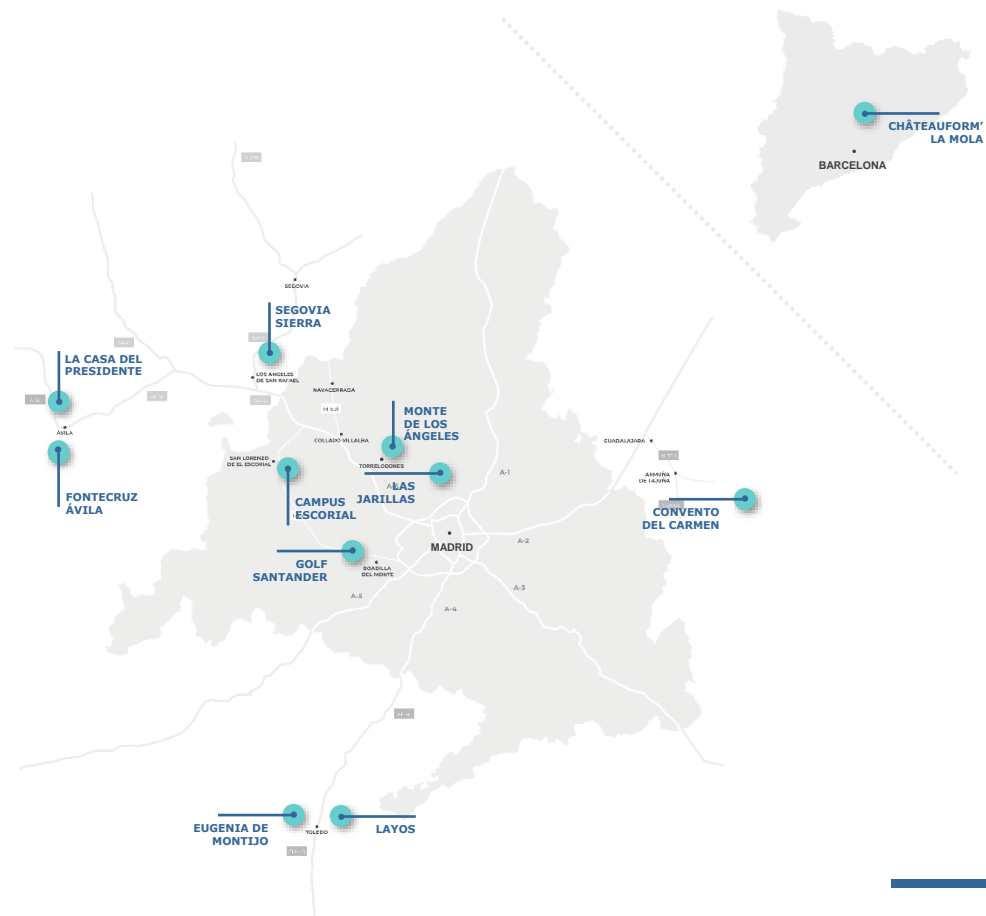 CHÂTEAUFORM'
LA MOLA
BARCELONA
SEGOVIA
SEGOVIA
SIERRA
LA CASA DEL
PRESIDENTE
LOS ÁNGELES
DE SAN RAFAEL
NAVACERRADA
MONTE
DE LOS
ÁNGELES
ÁVILA
COLLADO VILLALBA
GUADALAJARA
SAN LORENZO
DE EL ESCORIAL
TORRELODONES
A-1
ARMUÑA
DE TAJUÑA
LAS
JARILLAS
FONTECRUZ
ÁVILA
CAMPUS
ESCORIAL
CONVENTO
DEL CARMEN
MADRID
A-2
GOLF
SANTANDER
BOADILLA
DEL MONTE
A-5
A-3
A-4
EUGENIA DE
MONTIJO
TOLEDO
LAYOS